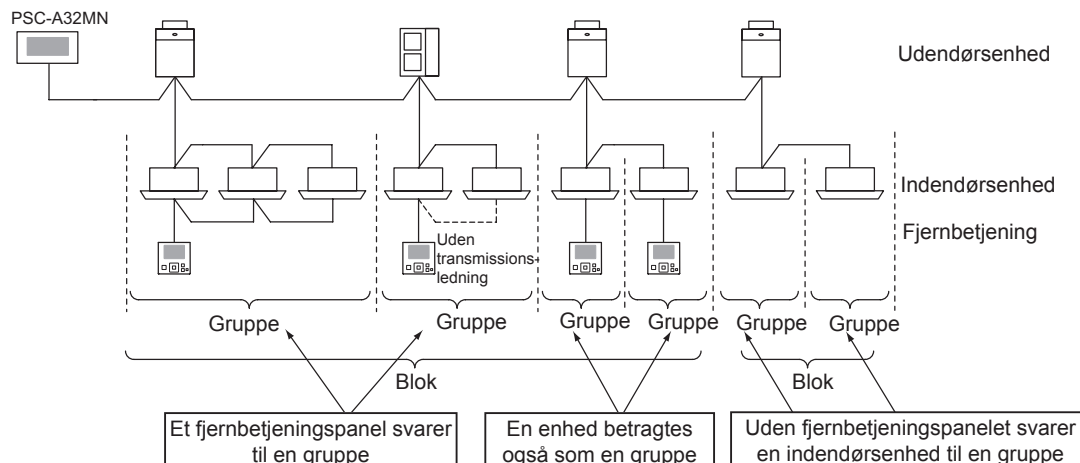 PSC-A32MN
Udendørsenhed
Indendørsenhed
Fjernbetjening
Uden
transmissions-
ledning
Gruppe
Gruppe
Gruppe
Gruppe
Gruppe
Gruppe
Blok
Blok
Et fjernbetjeningspanel svarer
til en gruppe
En enhed betragtes
også som en gruppe
Uden fjernbetjeningspanelet svarer
en indendørsenhed til en gruppe